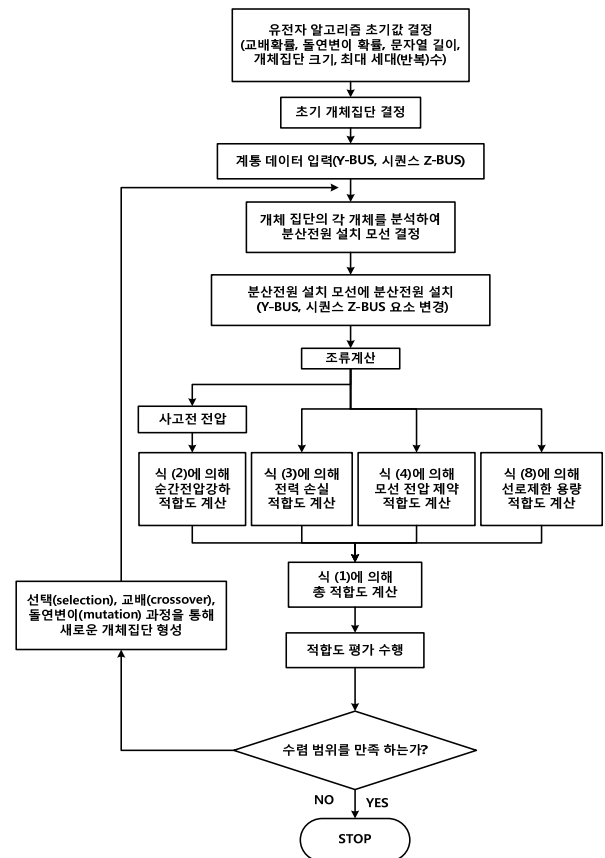 유전자 알고리즘 초기값 결정
(교배확률, 돌연변이 확률, 문자열 길이,
개체집단 크기, 최대 세대(반복)수)
초기 개체집단 결정
계통 데이터 입력(Y-BUS, 시퀀스 Z-BUS)
개체 집단의 각 개체를 분석하여
분산전원 설치 모선 결정
분산전원 설치 모선에 분산전원 설치
(Y-BUS, 시퀀스 Z-BUS 요소 변경)
조류계산
사고전 전압
식 (2)에 의해
순간전압강하
적합도 계산
식 (3)에 의해
전력 손실
적합도 계산
식 (4)에 의해
모선 전압 제약
적합도 계산
식 (8)에 의해
선로제한 용량
적합도 계산
식 (1)에 의해
총 적합도 계산
선택(selection), 교배(crossover),
돌연변이(mutation) 과정을 통해
새로운 개체집단 형성
적합도 평가 수행
수렴 범위를 만족 하는가?
NO
YES
STOP